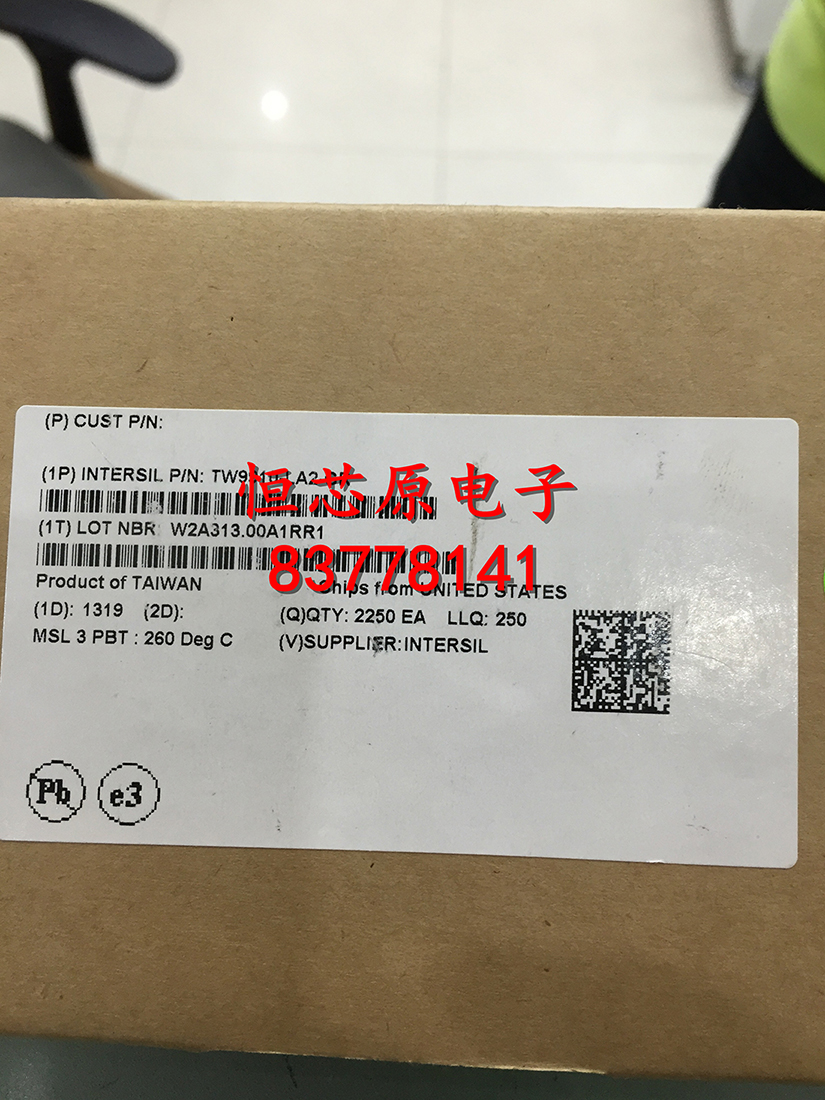 (P) CUST P/N:
(1P) INTERSIL P/N:
恒芯原电子
(1T) LOT NBR W2A313.00A1RR1
83778141
Product of TAIWAN Chips from UNITED STATES
(1D): 1319 (2D): (Q)QTY: 2250 EA LLQ: 250
MSL 3 PBT : 260 Deg C (V)SUPPLIER:INTERSIL
Pb e3